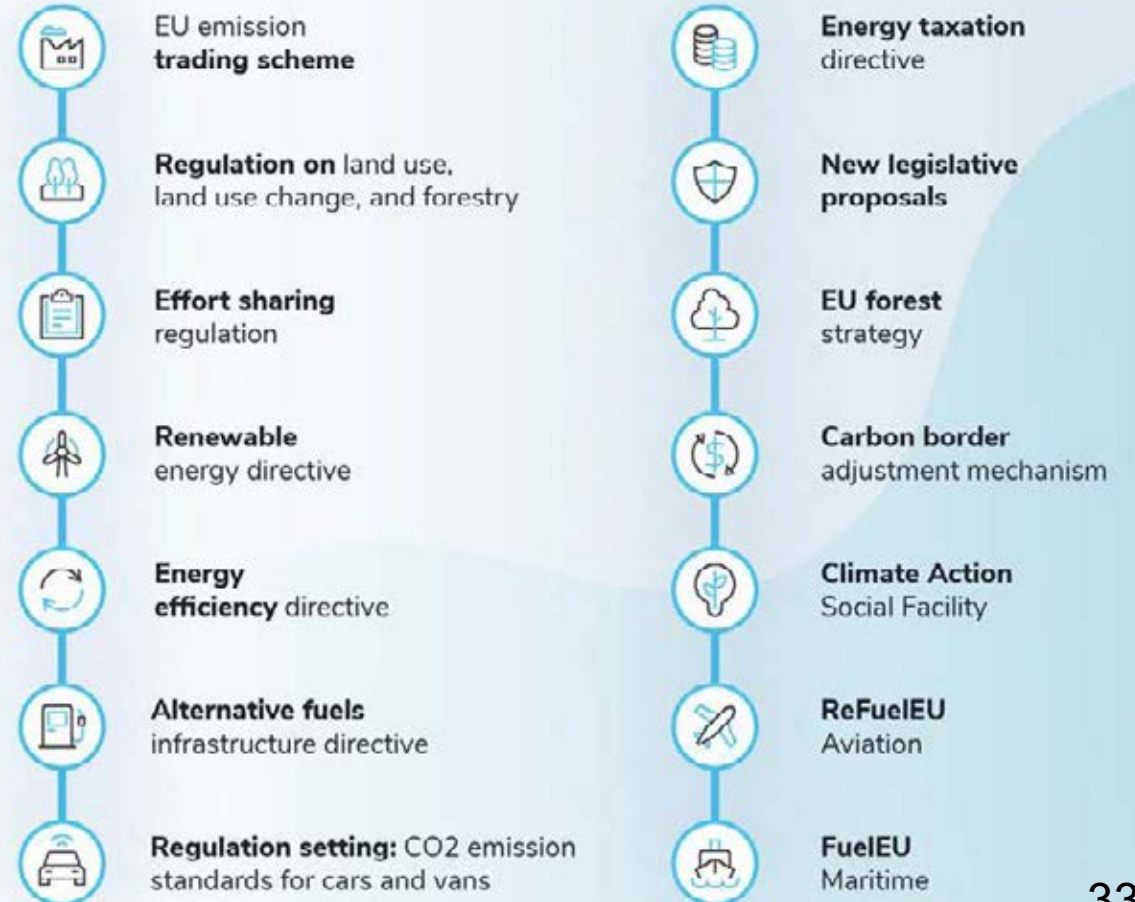 EU emission
trading scheme
Regulation on land use,
land use change, and forestry
Effort sharing
regulation
Renewable
energy directive
Energy
efficiency directive
Alternative fuels
infrastructure directive
Regulation setting: CO2 emission
standards for cars and vans
Energy taxation
directive
New legislative
proposals
EU forest
strategy
Carbon border
adjustment mechanism
Climate Action
Social Facility
ReFuelEU
Aviation
FuelEU
Maritime
33